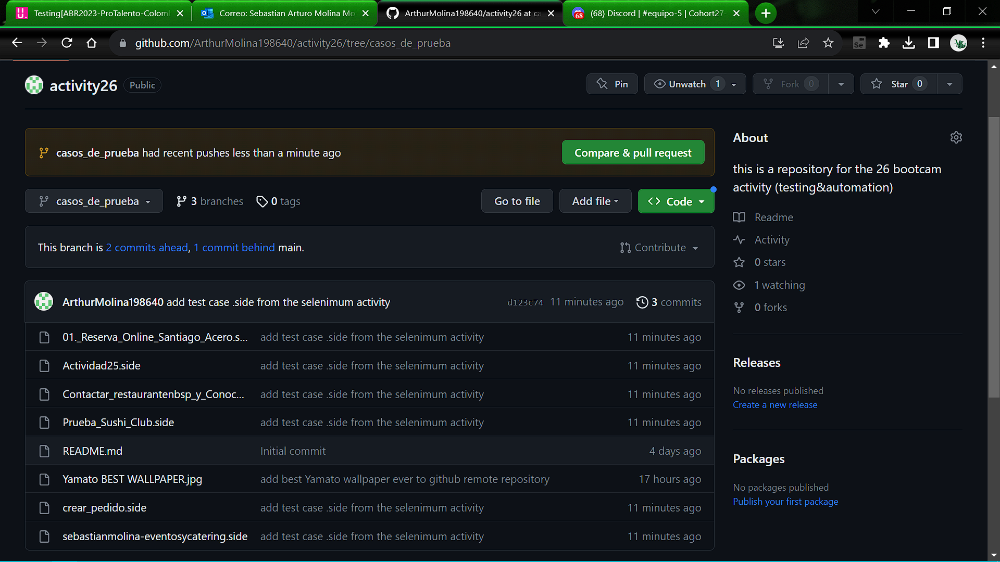 Testing[ABR2023-ProTalento-Colom
Correo: Sebastian Arturo Molina Mo
ArthurMolina198640/activity26 at ca
68
(68) Discord | #equipo-5 | Cohort27-
github.com/ArthurMolina198640/activity26/tree/casos_de_prueba
Se
activity26
Public
Pin
Unwatch 1
Fork 0
Star 0
casos_de_prueba had recent pushes less than a minute ago
Compare & pull request
casos_de_prueba
3 branches
0 tags
Go to file
Add file
Code
This branch is 2 commits ahead, 1 commit behind main.
Contribute
ArthurMolina198640 add test case .side from the selenimum activity
d123c74 11 minutes ago
3 commits
01._Reserva_Online_Santiago_Acero.s... add test case .side from the selenimum activity 11 minutes ago
Actividad25.side add test case .side from the selenimum activity 11 minutes ago
Contactar_restaurantenbsp_y_Conoc... add test case .side from the selenimum activity 11 minutes ago
Prueba_Sushi_Club.side add test case .side from the selenimum activity 11 minutes ago
README.md Initial commit 4 days ago
Yamato BEST WALLPAPER.jpg add best Yamato wallpaper ever to github remote repository 17 hours ago
crear_pedido.side add test case .side from the selenimum activity 11 minutes ago
sebastianmolina-eventosycatering.side add test case .side from the selenimum activity 11 minutes ago
About
this is a repository for the 26 bootcam
activity (testing&automation)
Readme
Activity
0 stars
1 watching
0 forks
Releases
No releases published
Create a new release
Packages
No packages published
Publish your first package